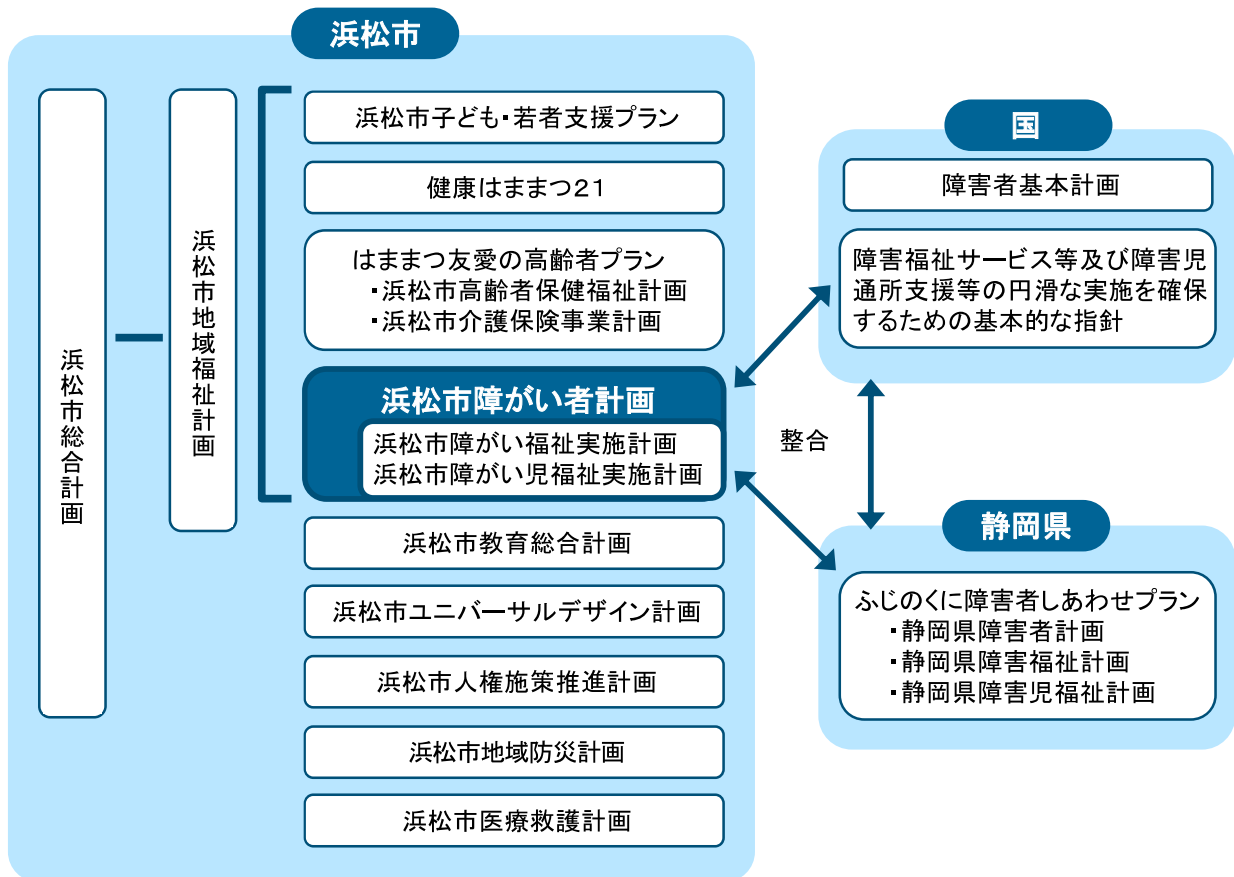 浜松市
浜松市総合計画
浜松市地域福祉計画
浜松市子ども・若者支援プラン
健康はままつ21
はままつ友愛の高齢者プラン
・浜松市高齢者保健福祉計画
・浜松市介護保険事業計画
浜松市障がい者計画
浜松市障がい福祉実施計画
浜松市障がい児福祉実施計画
浜松市教育総合計画
浜松市ユニバーサルデザイン計画
浜松市人権施策推進計画
浜松市地域防災計画
浜松市医療救護計画
国
障害者基本計画
障害福祉サービス等及び障害児
通所支援等の円滑な実施を確保
するための基本的な指針
整合
静岡県
ふじのくに障害者しあわせプラン
・静岡県障害者計画
・静岡県障害福祉計画
・静岡県障害児福祉計画